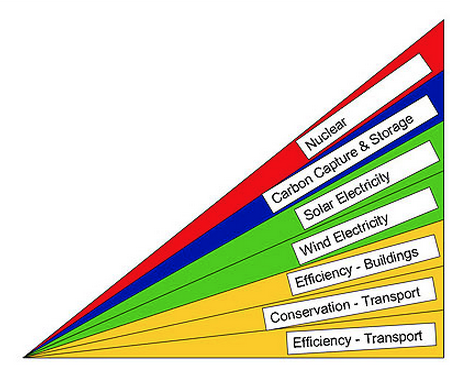 Nuclear
Carbon Capture & Storage
Solar Electricity
Wind Electricity
Efficiency - Buildings
Conservation - Transport
Efficiency - Transport